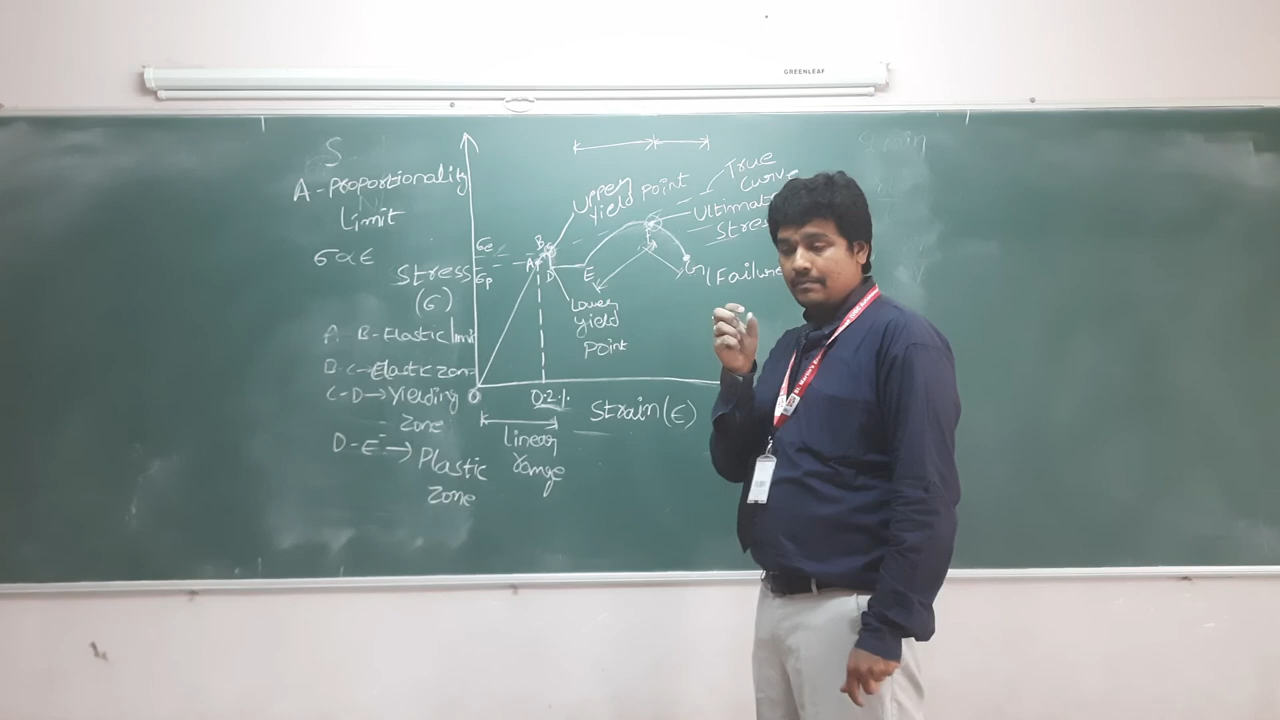 GREENLEAF
S
A - Proportionality
Limit
σ α ε
Stress
(σ)
A - B - Elastic limit
B - C - Elastic zone
C - D → Yielding
zone
D - E → Plastic
zone
σe
σp
A
B
D
E
G
O
0.2%
Linear
range
Strain (ε)
Upper
yield point
Lower
yield
Point
True
Curve
Ultimate
Stress
(Failure
Strain